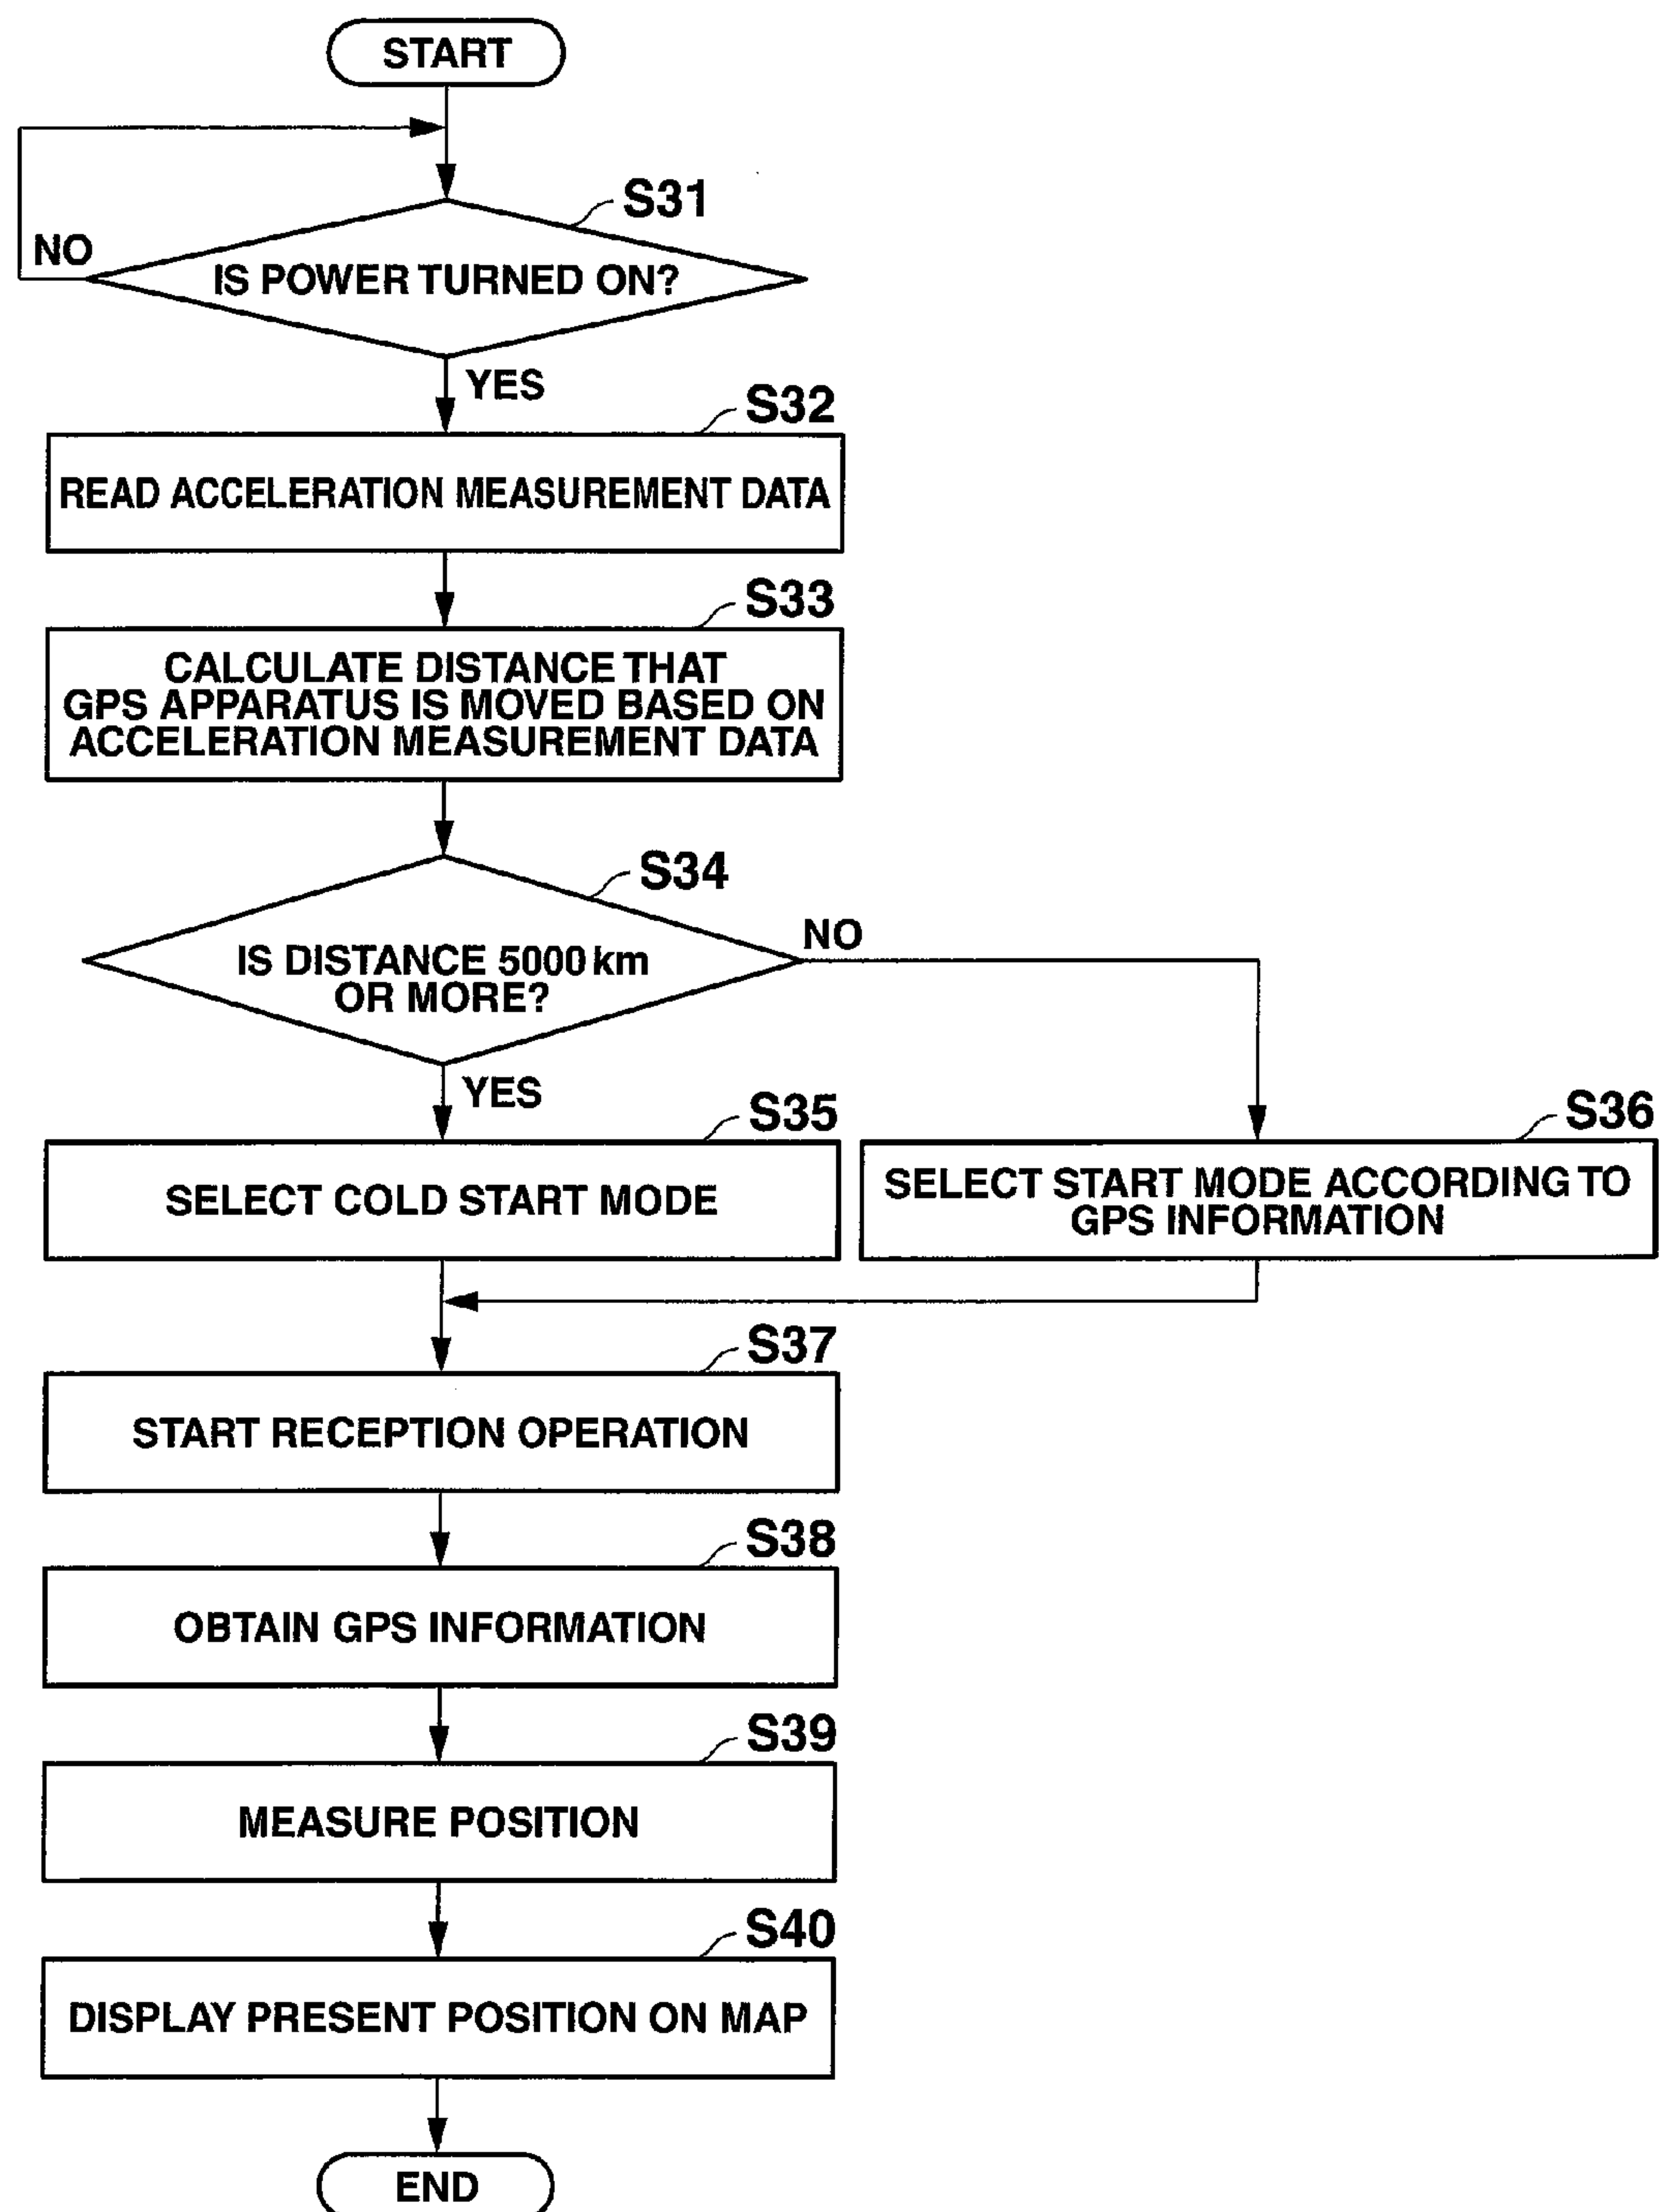 START
S31
NO
IS POWER TURNED ON?
YES
S32
READ ACCELERATION MEASUREMENT DATA
S33
CALCULATE DISTANCE THAT
GPS APPARATUS IS MOVED BASED ON
ACCELERATION MEASUREMENT DATA
S34
NO
IS DISTANCE 5000 km
OR MORE?
YES
S35
S36
SELECT COLD START MODE
SELECT START MODE ACCORDING TO
GPS INFORMATION
S37
START RECEPTION OPERATION
S38
OBTAIN GPS INFORMATION
S39
MEASURE POSITION
S40
DISPLAY PRESENT POSITION ON MAP
END